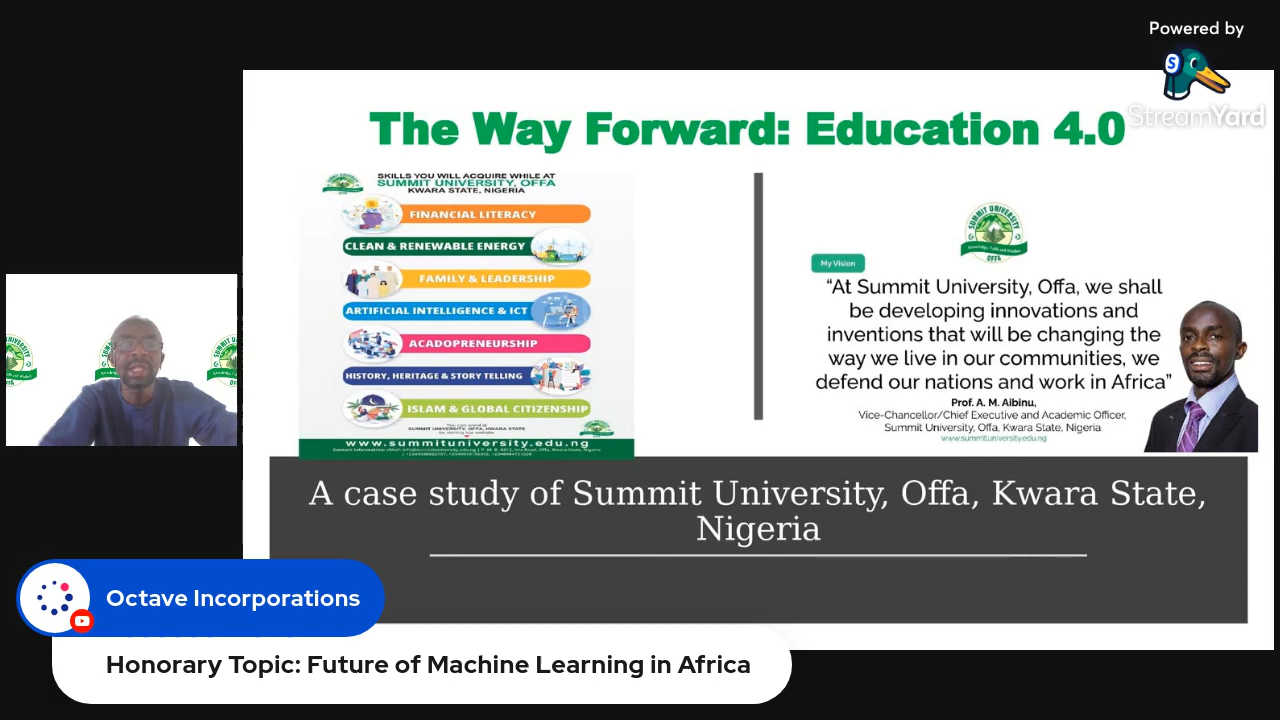 Powered by
StreamYard
The Way Forward: Education 4.0
SKILLS YOU WILL ACQUIRE WHILE AT
SUMMIT UNIVERSITY, OFFA
KWARA STATE, NIGERIA
FINANCIAL LITERACY
CLEAN & RENEWABLE ENERGY
FAMILY & LEADERSHIP
ARTIFICIAL INTELLIGENCE & ICT
ACADOPRENEURSHIP
HISTORY, HERITAGE & STORY TELLING
ISLAM & GLOBAL CITIZENSHIP
www.summituniversity.edu.ng
SUMMIT UNIVERSITY
OFFA
My Vision
“At Summit University, Offa, we shall
be developing innovations and
inventions that will be changing the
way we live in our communities, we
defend our nations and work in Africa”
Prof. A. M. Aibinu,
Vice-Chancellor/Chief Executive and Academic Officer,
Summit University, Offa, Kwara State, Nigeria.
www.summituniversity.edu.ng
A case study of Summit University, Offa, Kwara State,
Nigeria
Octave Incorporations
Honorary Topic: Future of Machine Learning in Africa